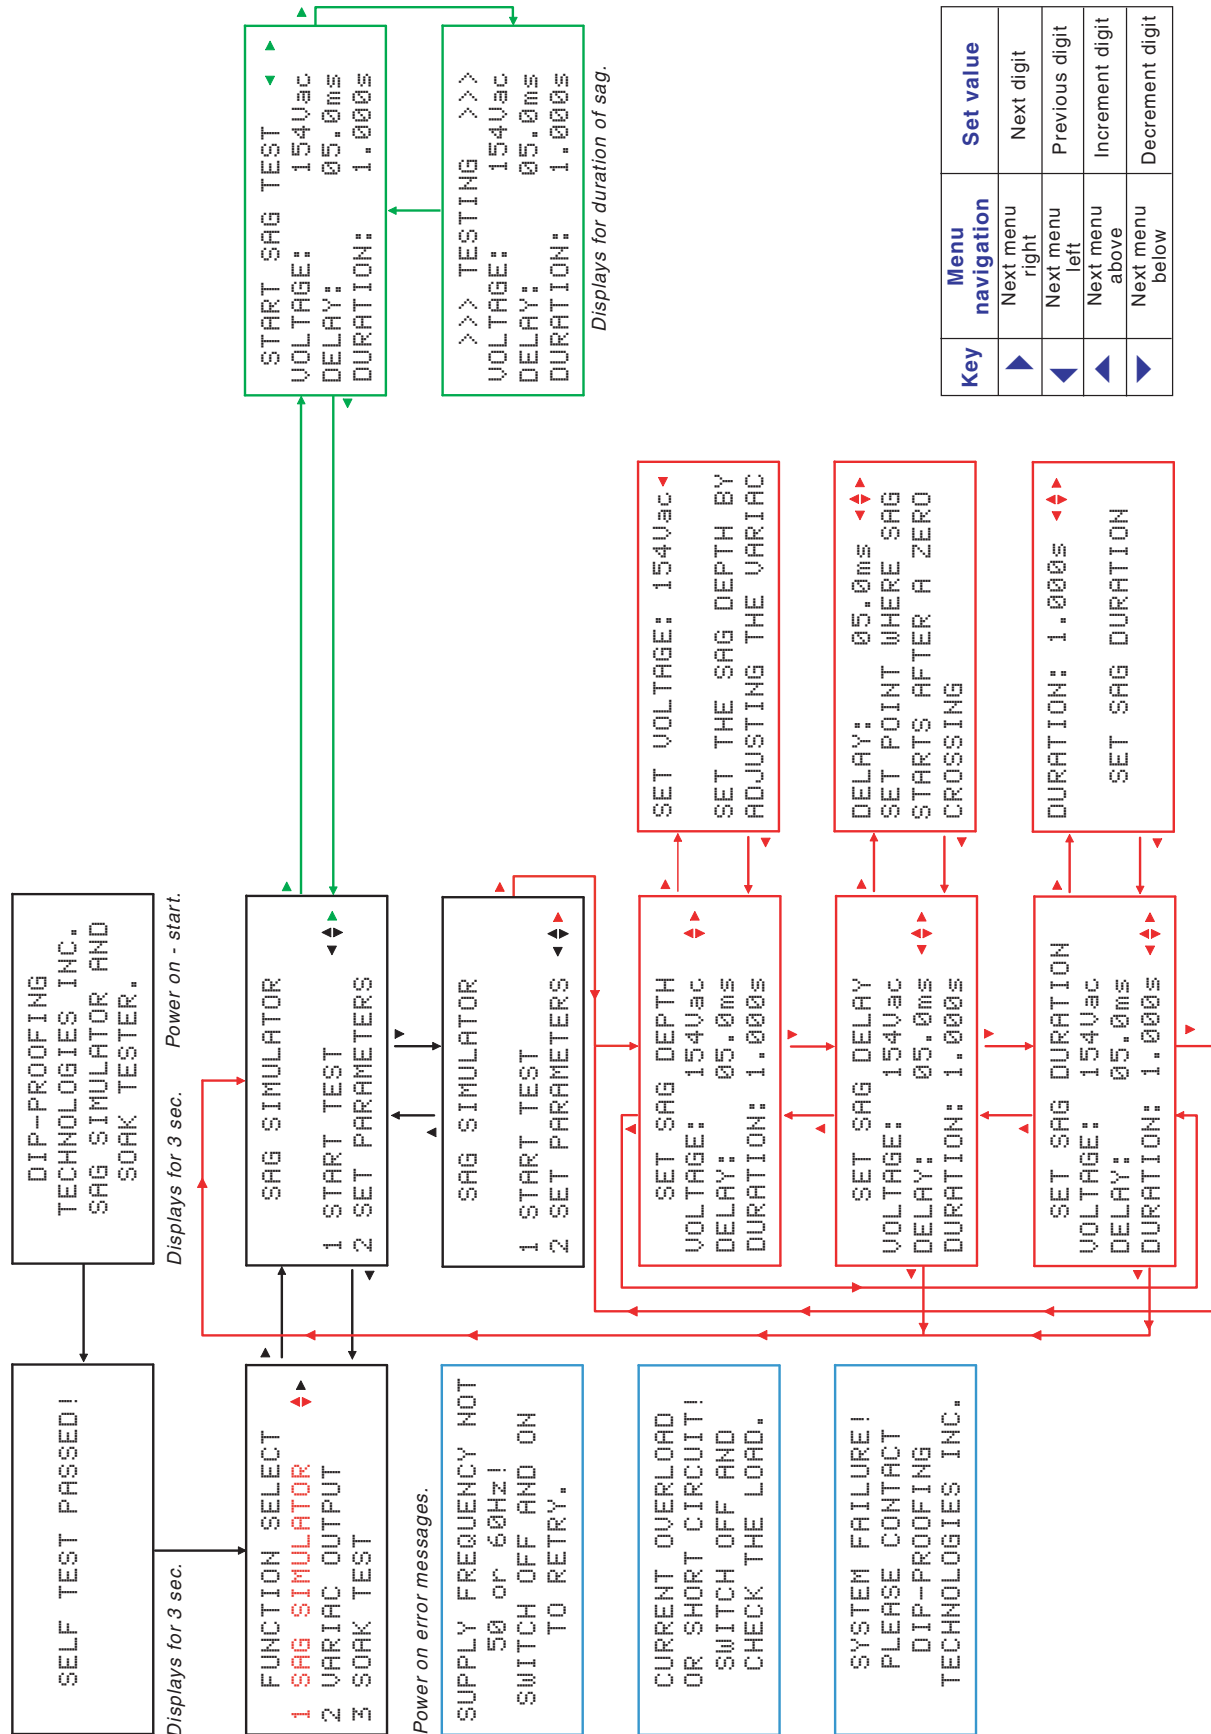 DIP-PROOFING
TECHNOLOGIES INC.
SAG SIMULATOR AND
SOAK TESTER.
Displays for 3 sec.
Power on - start.
SELF TEST PASSED!
Displays for 3 sec.
FUNCTION SELECT
1 SAG SIMULATOR
2 VARIAC OUTPUT
3 SOAK TEST
SAG SIMULATOR
1 START TEST
2 SET PARAMETERS
START SAG TEST
VOLTAGE: 154Vac
DELAY: 05.0ms
DURATION: 1.000s
>>> TESTING >>>
VOLTAGE: 154Vac
DELAY: 05.0ms
DURATION: 1.000s
Displays for duration of sag.
SAG SIMULATOR
1 START TEST
2 SET PARAMETERS
Power on error messages.
SUPPLY FREQUENCY NOT
50 or 60Hz!
SWITCH OFF AND ON
TO RETRY.
CURRENT OVERLOAD
OR SHORT CIRCUIT!
SWITCH OFF AND
CHECK THE LOAD.
SYSTEM FAILURE!
PLEASE CONTACT
DIP-PROOFING
TECHNOLOGIES INC.
SET SAG DEPTH
VOLTAGE: 154Vac
DELAY: 05.0ms
DURATION: 1.000s
SET VOLTAGE: 154Vac
SET THE SAG DEPTH BY
ADJUSTING THE VARIAC
SET SAG DELAY
VOLTAGE: 154Vac
DELAY: 05.0ms
DURATION: 1.000s
DELAY: 05.0ms
SET POINT WHERE SAG
STARTS AFTER A ZERO
CROSSING
SET SAG DURATION
VOLTAGE: 154Vac
DELAY: 05.0ms
DURATION: 1.000s
DURATION: 1.000s
SET SAG DURATION
Key
Menu
navigation
Set value
Next menu
right
Next digit
Next menu
left
Previous digit
Next menu
above
Increment digit
Next menu
below
Decrement digit